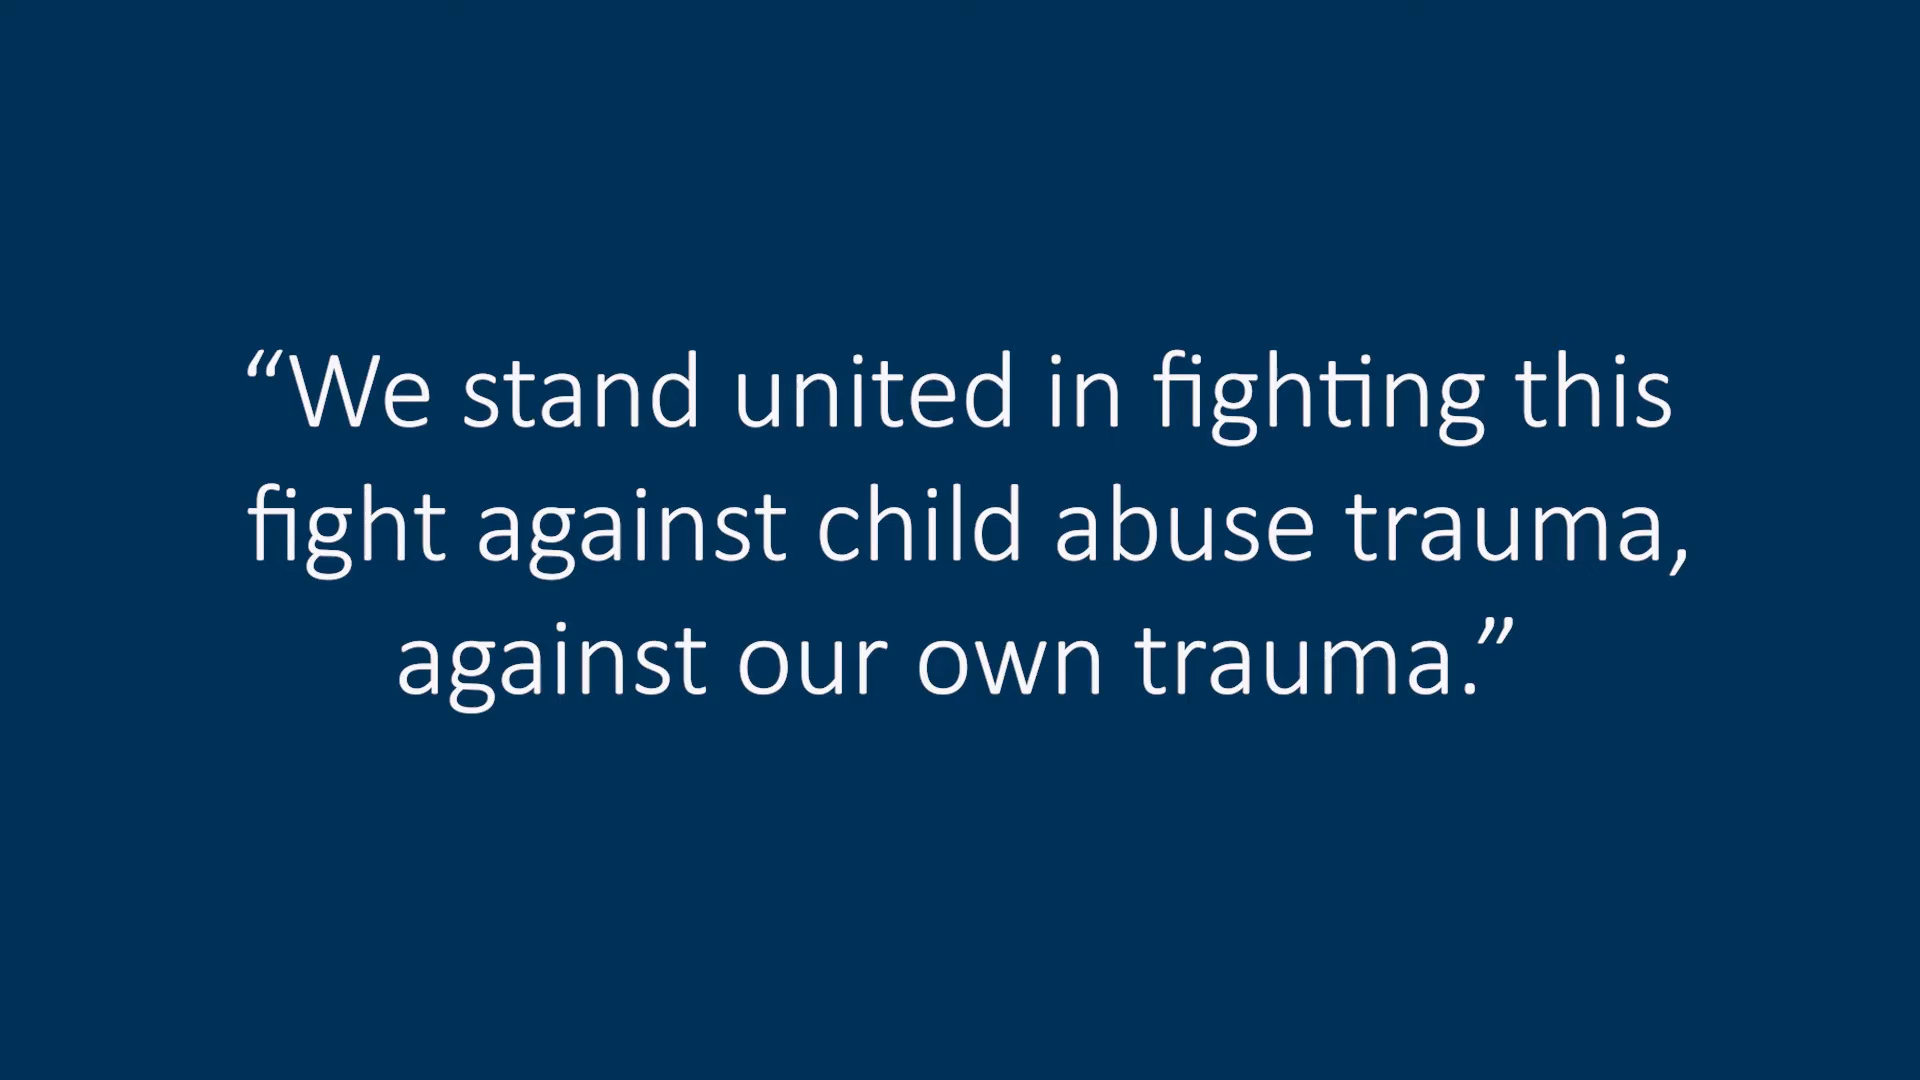 “We stand united in fighting this
fight against child abuse trauma,
against our own trauma.”